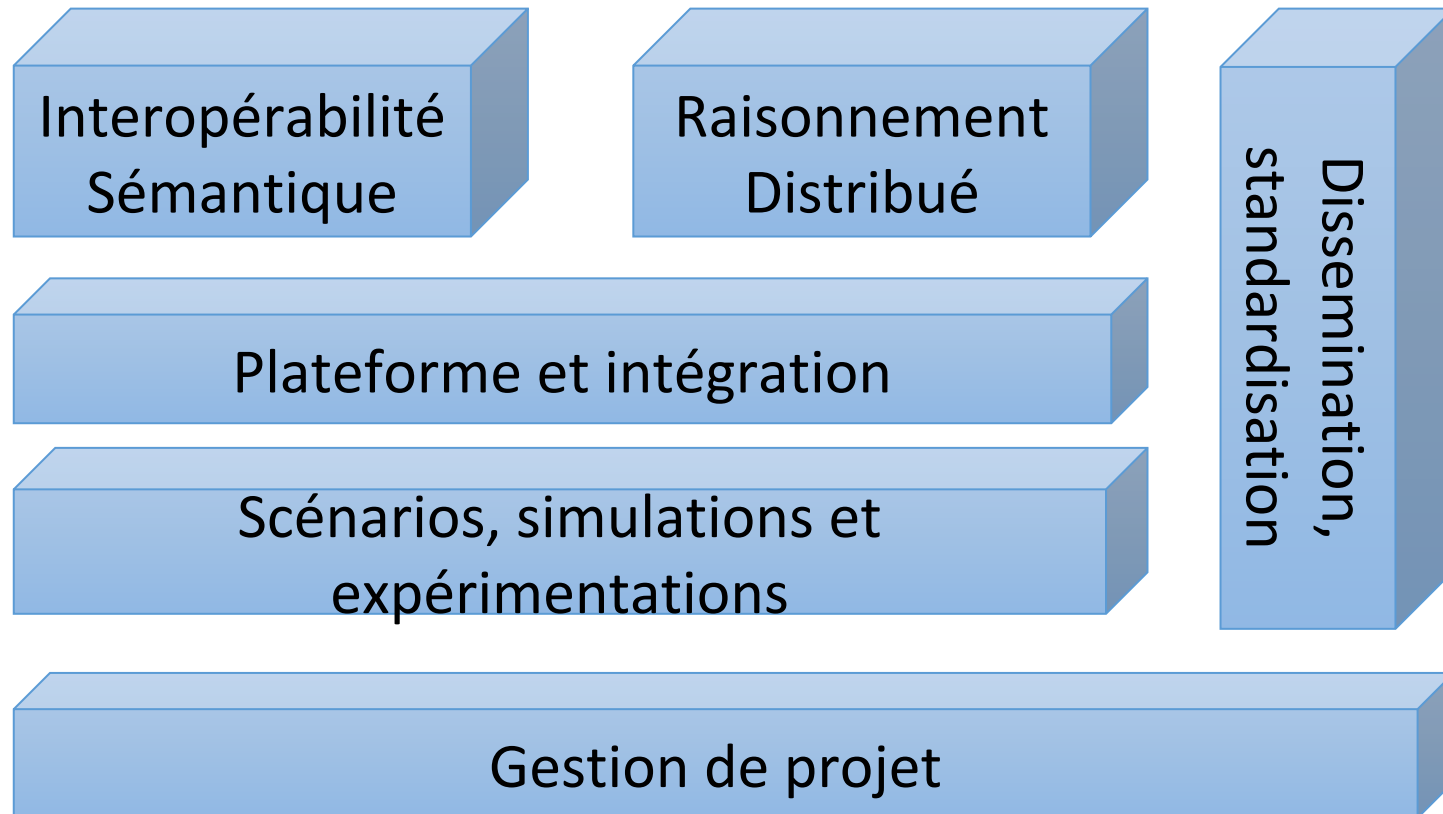 Interopérabilité
Sémantique
Raisonnement
Distribué
Dissemination,
standardisation
Plateforme et intégration
Scénarios, simulations et
expérimentations
Gestion de projet